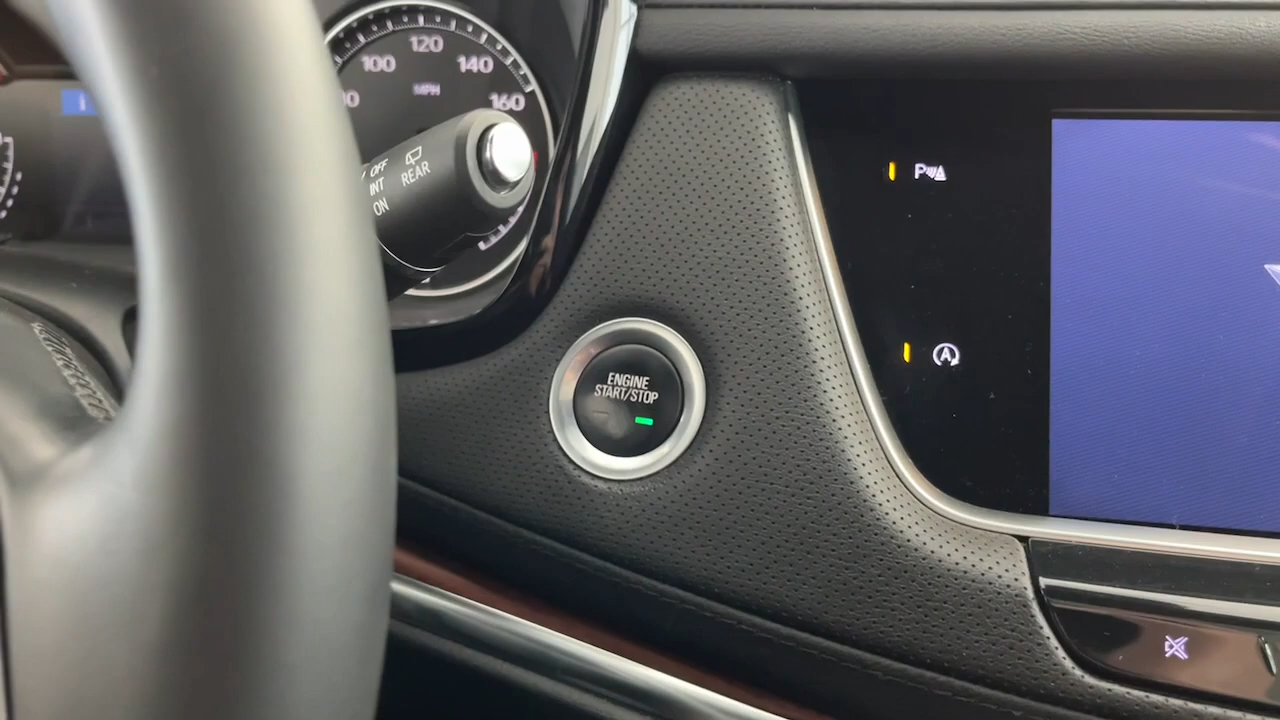 120
100
140
MPH
160
OFF
REAR
INT
ON
P
A
ENGINE
START/STOP